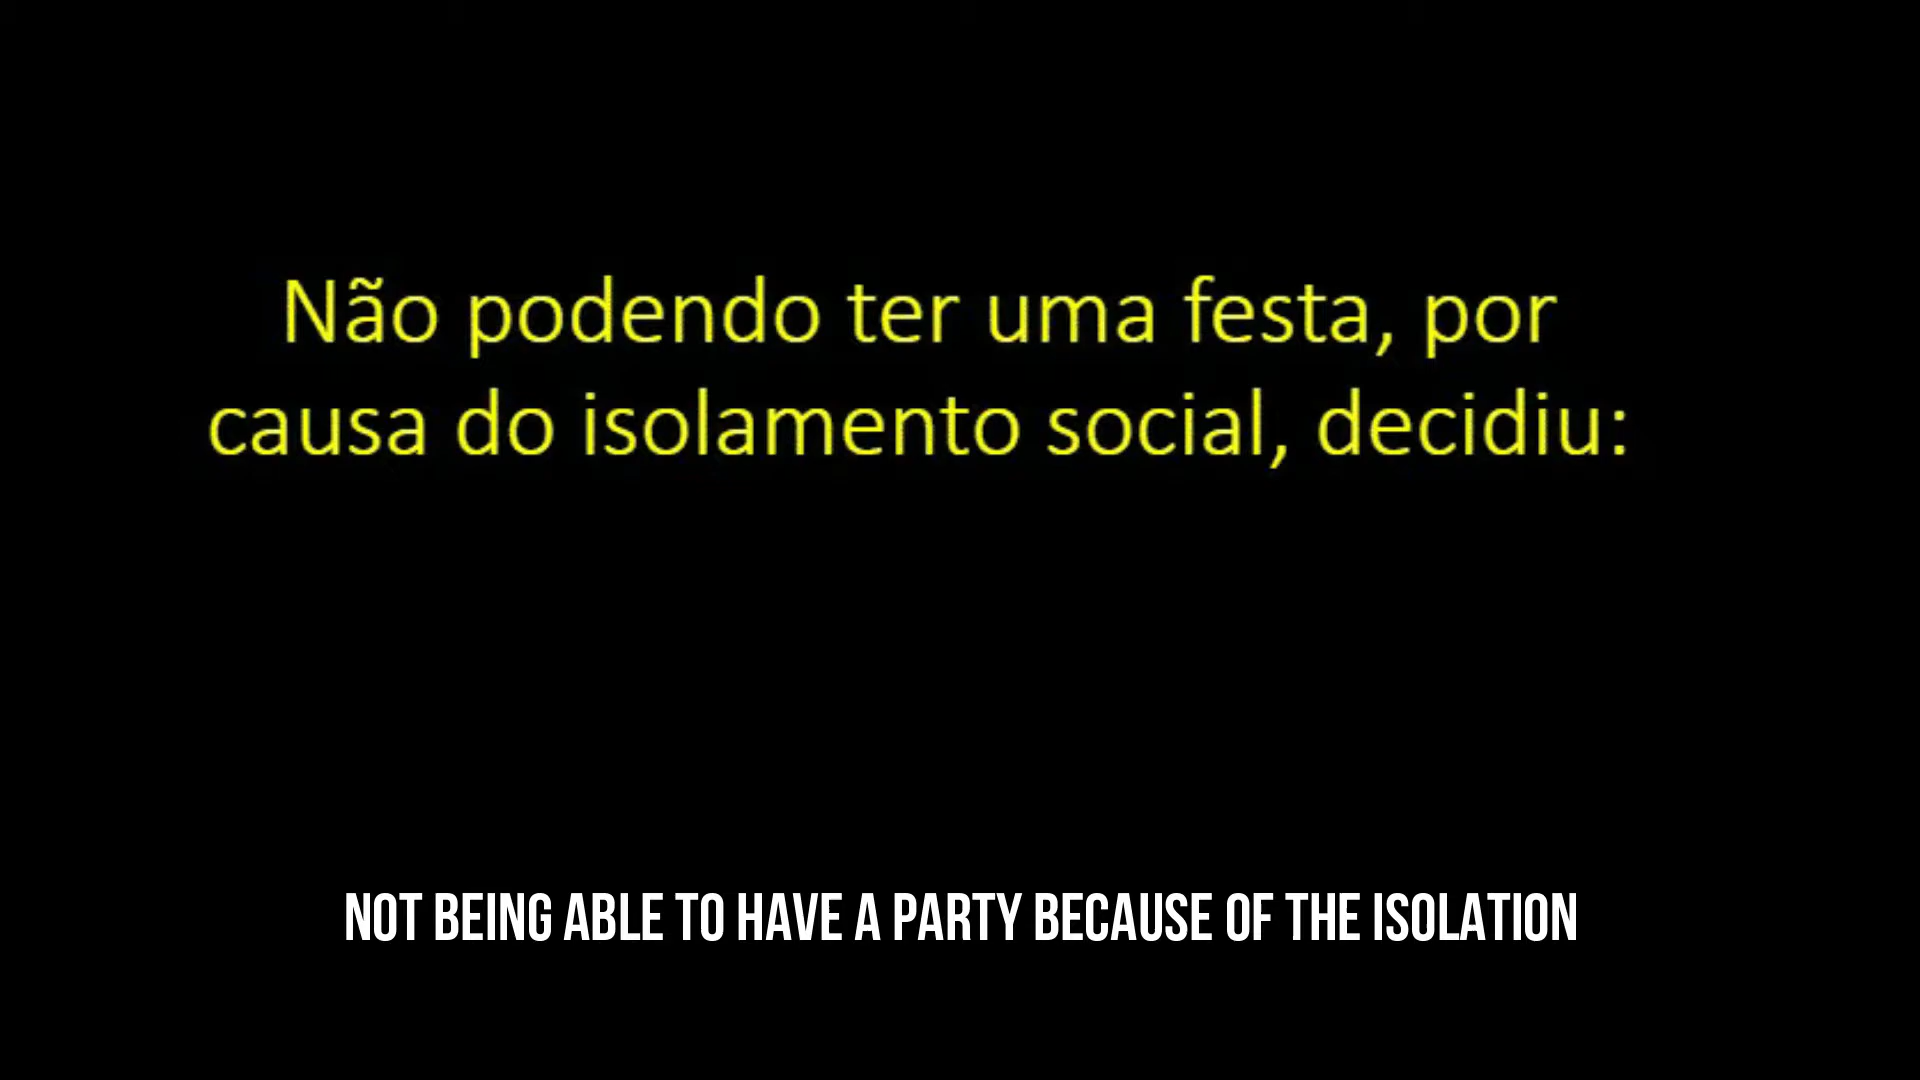 Não podendo ter uma festa, por
causa do isolamento social, decidiu:
NOT BEING ABLE TO HAVE A PARTY BECAUSE OF THE ISOLATION